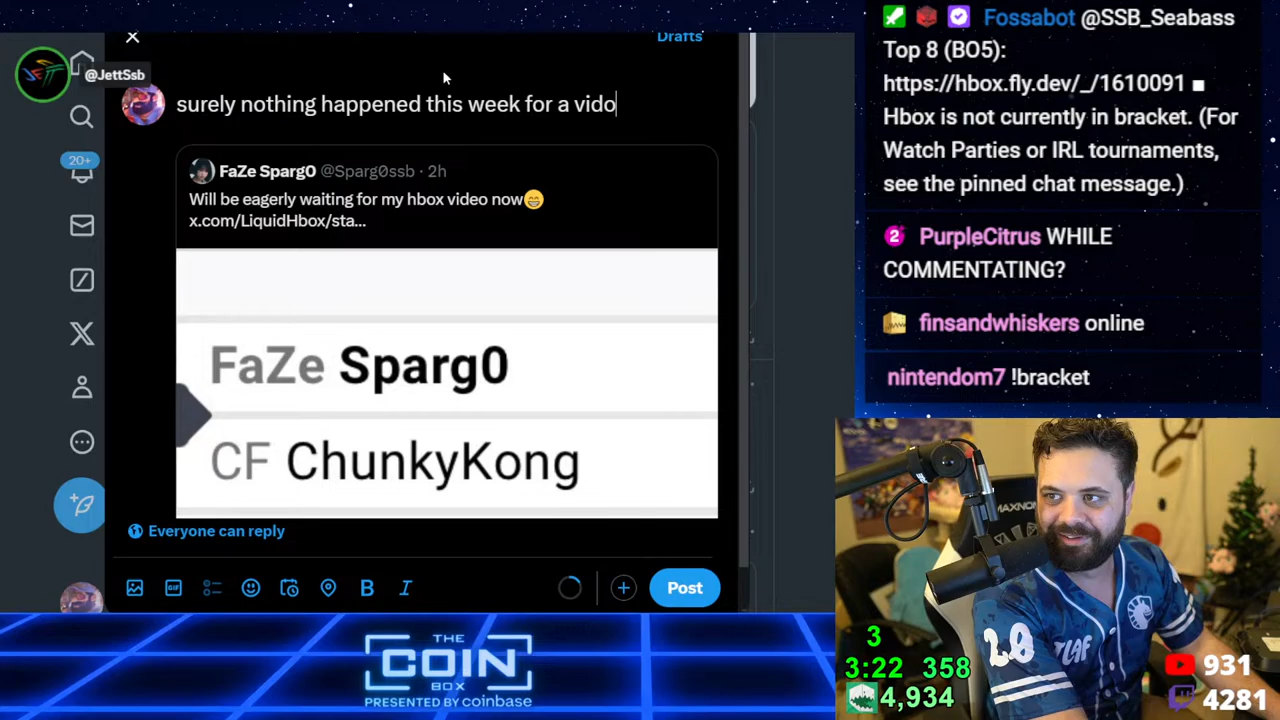 @JettSsb
Drafts
surely nothing happened this week for a vido
20+
FaZe Sparg0 @Sparg0ssb · 2h
Will be eagerly waiting for my hbox video now😁
x.com/LiquidHbox/sta...
FaZe Sparg0
CF ChunkyKong
Everyone can reply
GIF
B
I
Post
THE
COIN
BOX
PRESENTED BY coinbase
Fossabot @SSB_Seabass
Top 8 (BO5):
https://hbox.fly.dev/_/1610091 ■
Hbox is not currently in bracket. (For
Watch Parties or IRL tournaments,
see the pinned chat message.)
2 PurpleCitrus WHILE
COMMENTATING?
finsandwhiskers online
nintendom7 !bracket
3
3:22 358
4,934
931
4281